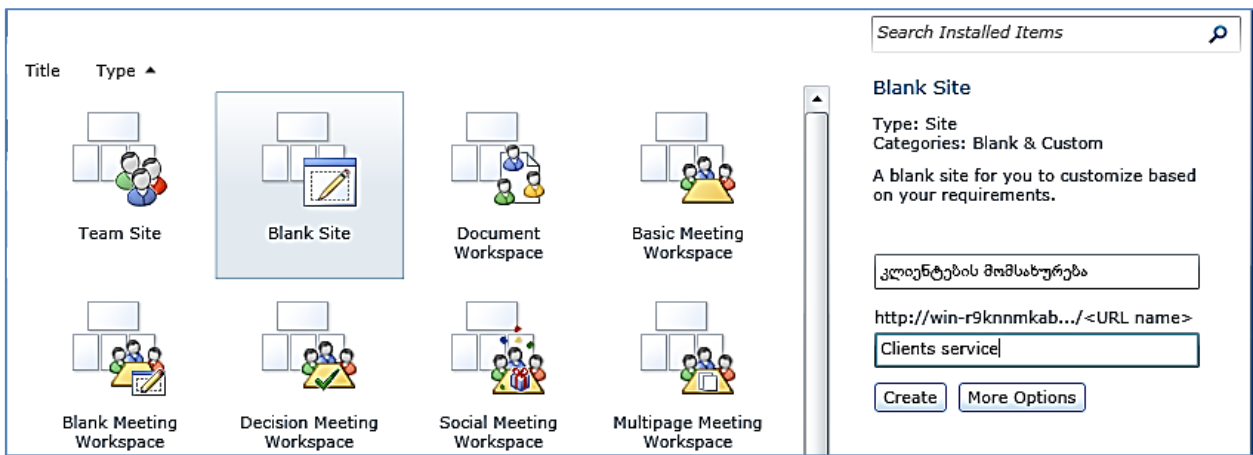 Search Installed Items
Title Type
Team Site
Blank Site
Document
Workspace
Basic Meeting
Workspace
Blank Meeting
Workspace
Decision Meeting
Workspace
Social Meeting
Workspace
Multipage Meeting
Workspace
Blank Site
Type: Site
Categories: Blank & Custom
A blank site for you to customize based
on your requirements.
კლიენტების მომსახურება
http://win-r9knnmkab.../<URL name>
Clients service
Create More Options